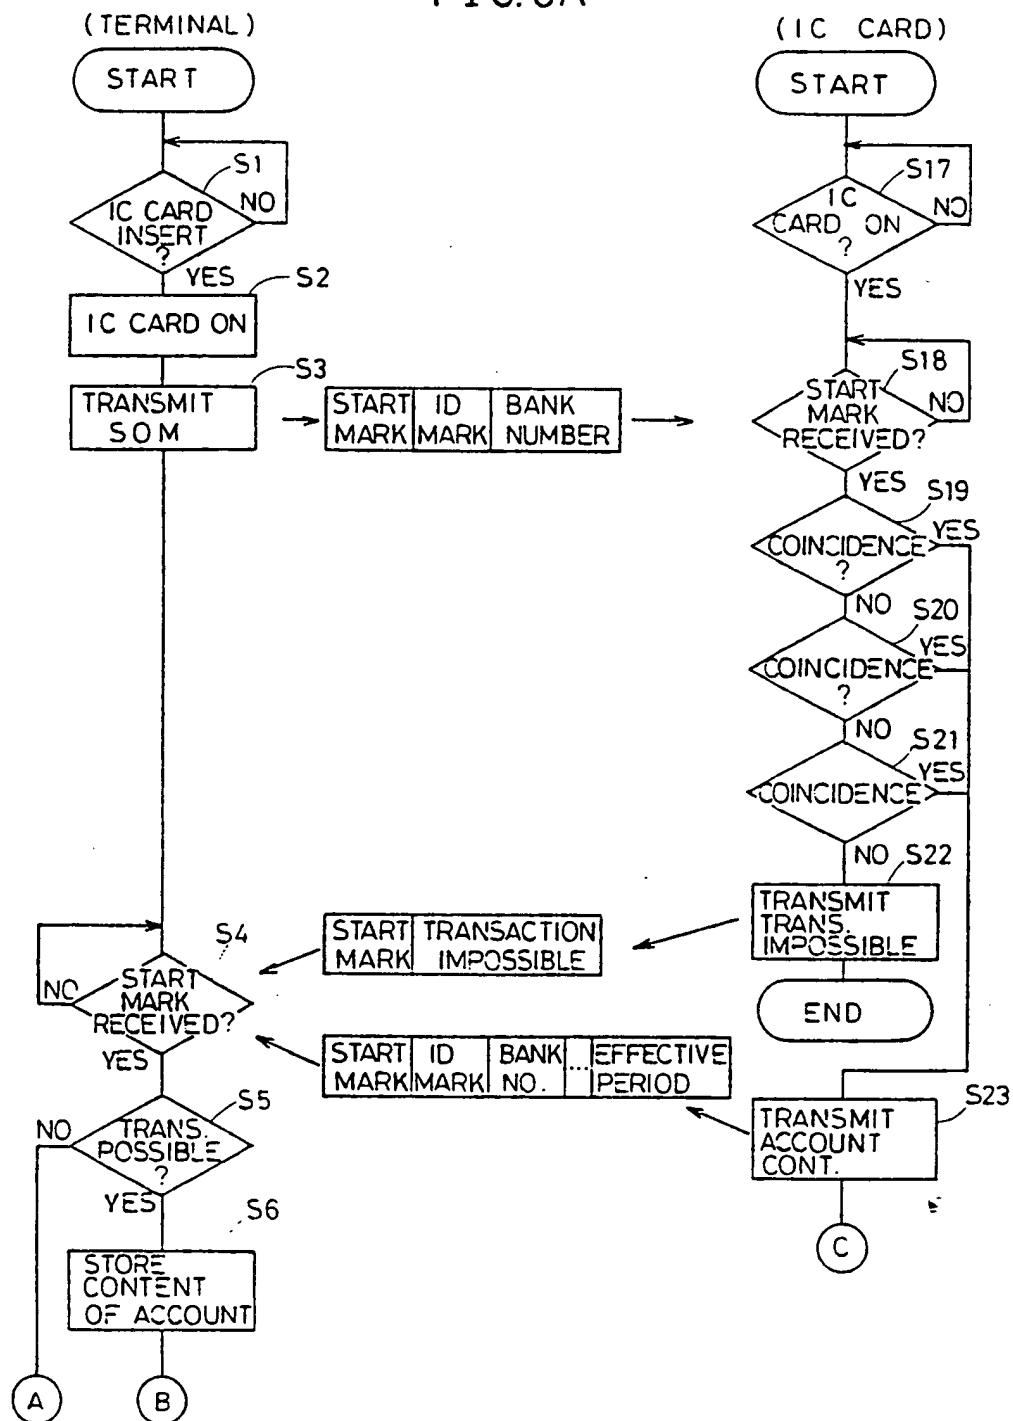 FIG. 6A
(TERMINAL)
START
S1
IC CARD
INSERT
?
NO
YES
S2
IC CARD ON
S3
TRANSMIT
SOM
START
MARK
ID
MARK
BANK
NUMBER
S4
START
MARK
RECEIVED?
NO
YES
START
MARK
TRANSACTION
IMPOSSIBLE
START
MARK
ID
MARK
BANK
NO.
...
EFFECTIVE
PERIOD
S5
TRANS.
POSSIBLE
?
NO
YES
S6
STORE
CONTENT
OF ACCOUNT
A
B
(IC CARD)
START
S17
IC
CARD ON
?
NO
YES
S18
START
MARK
RECEIVED?
NO
YES
S19
COINCIDENCE
?
YES
NO
S20
COINCIDENCE
?
YES
NO
S21
COINCIDENCE
YES
NO
S22
TRANSMIT
TRANS.
IMPOSSIBLE
END
S23
TRANSMIT
ACCOUNT
CONT.
C